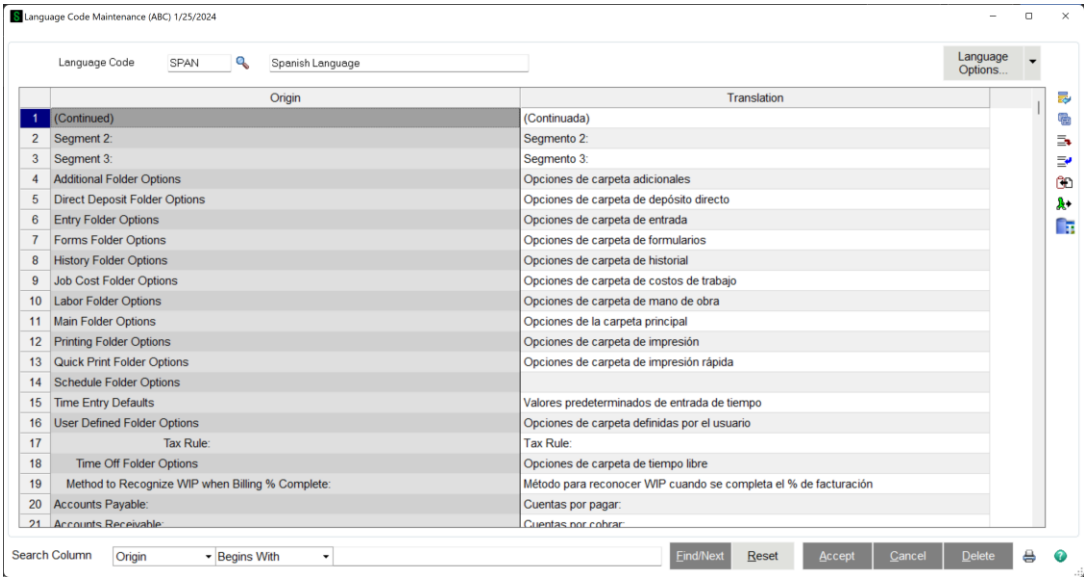 Language Code Maintenance (ABC) 1/25/2024
Language Code SPAN Spanish Language
Language Options...
Origin Translation
1 (Continued) (Continuada)
2 Segment 2: Segmento 2:
3 Segment 3: Segmento 3:
4 Additional Folder Options Opciones de carpeta adicionales
5 Direct Deposit Folder Options Opciones de carpeta de depósito directo
6 Entry Folder Options Opciones de carpeta de entrada
7 Forms Folder Options Opciones de carpeta de formularios
8 History Folder Options Opciones de carpeta de historial
9 Job Cost Folder Options Opciones de carpeta de costos de trabajo
10 Labor Folder Options Opciones de carpeta de mano de obra
11 Main Folder Options Opciones de la carpeta principal
12 Printing Folder Options Opciones de carpeta de impresión
13 Quick Print Folder Options Opciones de carpeta de impresión rápida
14 Schedule Folder Options
15 Time Entry Defaults Valores predeterminados de entrada de tiempo
16 User Defined Folder Options Opciones de carpeta definidas por el usuario
17 Tax Rule: Tax Rule:
18 Time Off Folder Options Opciones de carpeta de tiempo libre
19 Method to Recognize WIP when Billing % Complete: Método para reconocer WIP cuando se completa el % de facturación
20 Accounts Payable: Cuentas por pagar:
21 Accounts Receivable: Cuentas por cobrar:
Search Column Origin Begins With Find/Next Reset Accept Cancel Delete